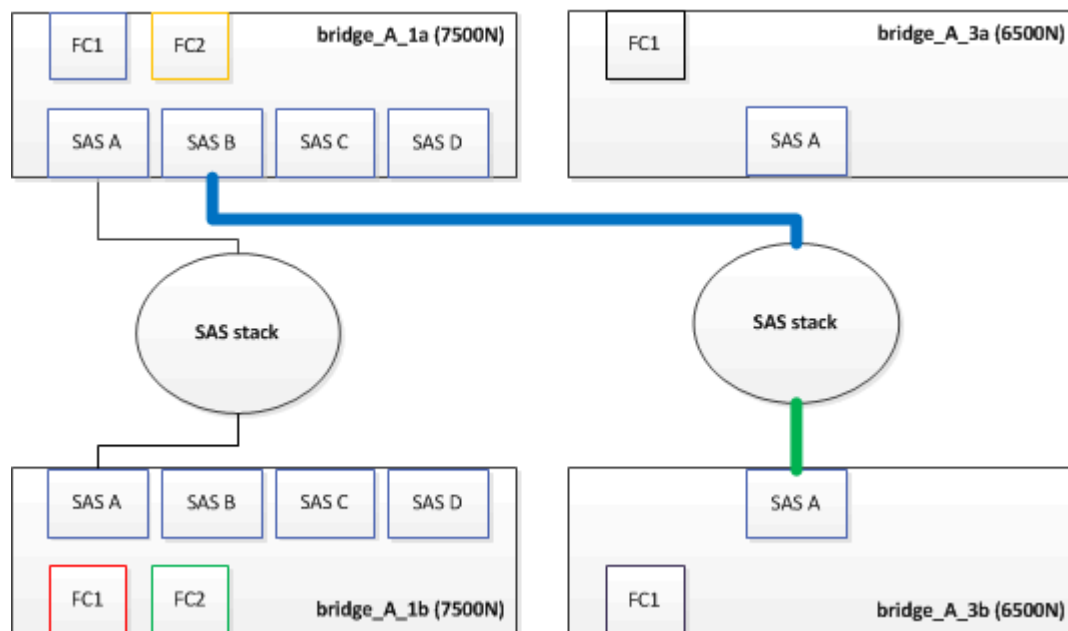 bridge_A_1a (7500N)
FC1
FC2
SAS A
SAS B
SAS C
SAS D
bridge_A_3a (6500N)
FC1
SAS A
SAS stack
SAS stack
SAS A
SAS B
SAS C
SAS D
FC1
FC2
bridge_A_1b (7500N)
SAS A
FC1
bridge_A_3b (6500N)